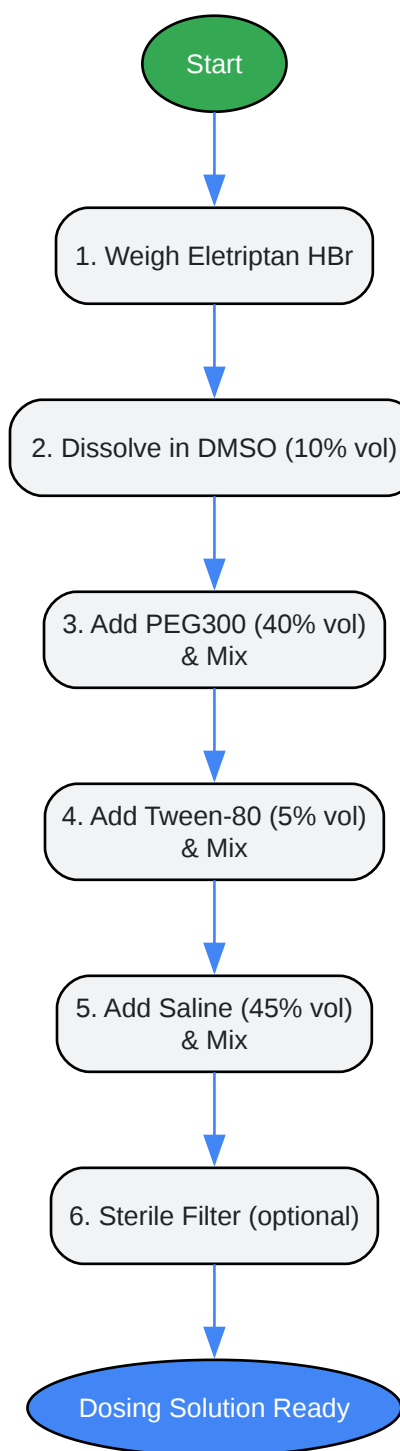 Start
1. Weigh Eletriptan HBr
2. Dissolve in DMSO (10% vol)
3. Add PEG300 (40% vol)
& Mix
4. Add Tween-80 (5% vol)
& Mix
5. Add Saline (45% vol)
& Mix
6. Sterile Filter (optional)
Dosing Solution Ready